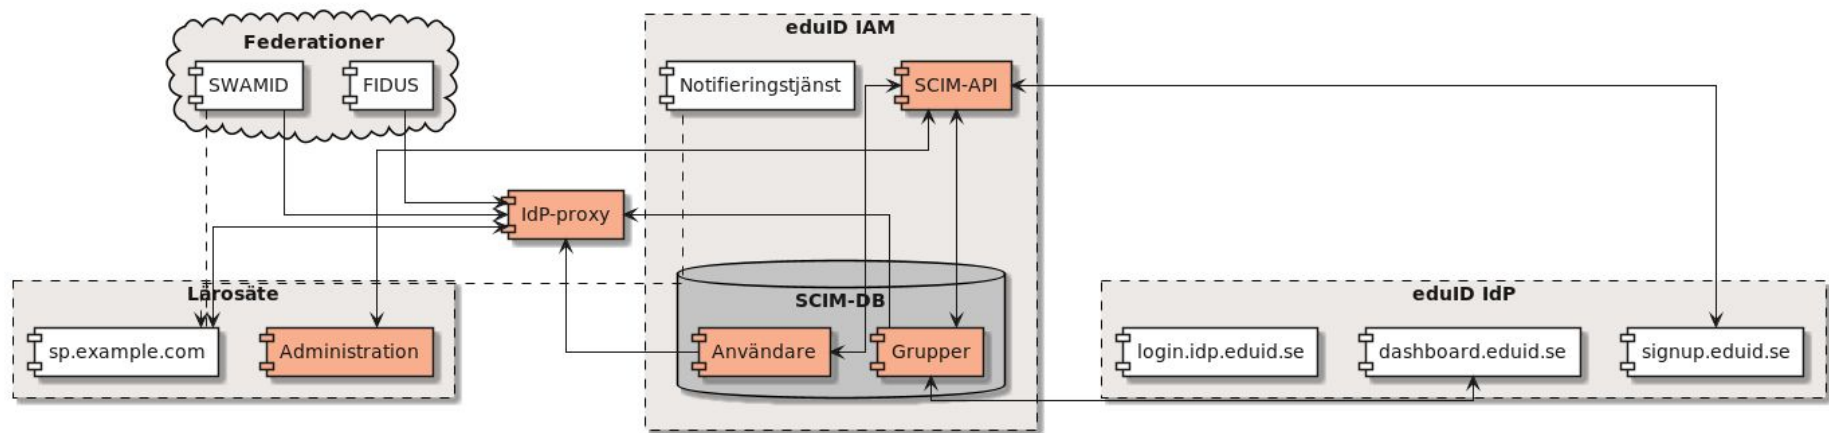 Federationer
SWAMID
FIDUS
eduID IAM
Notifieringstjänst
SCIM-API
IdP-proxy
Lärosäte
sp.example.com
Administration
SCIM-DB
Användare
Grupper
eduID IdP
login.idp.eduid.se
dashboard.eduid.se
signup.eduid.se